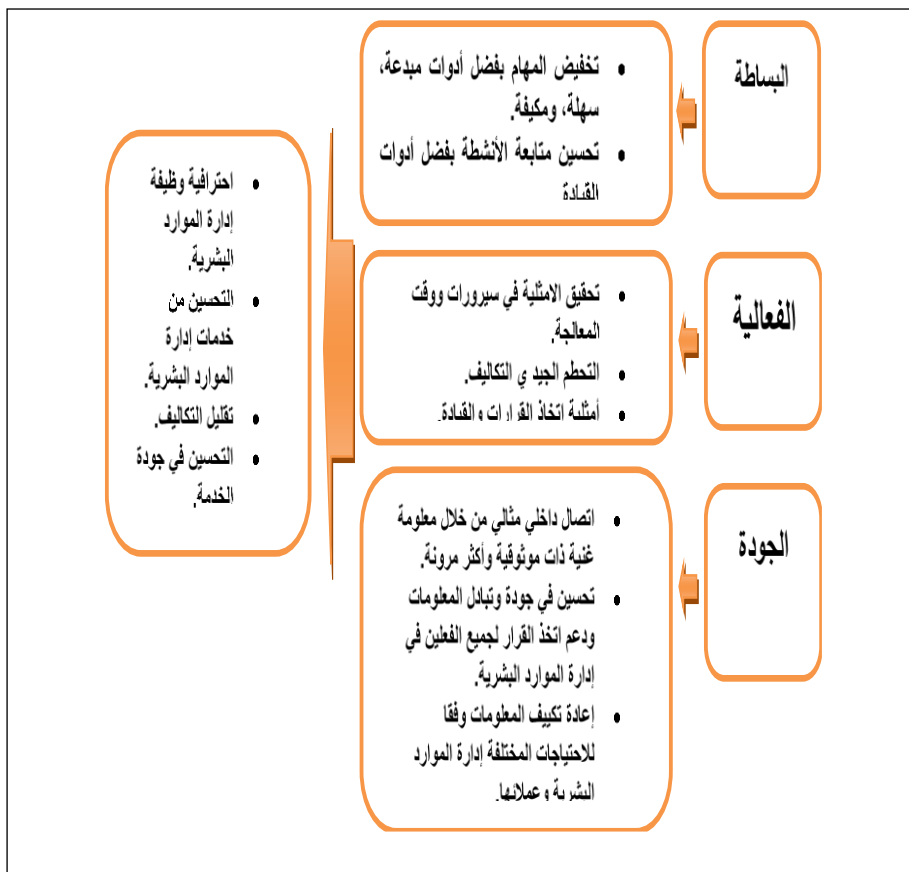 البساطة
• تخفيض المهام بفضل أدوات مبدعة،
سهلة، ومكيفة.
• تحسين متابعة الأنشطة بفضل أدوات
القيادة
الفعالية
• تحقيق الامثلية في سيرورات ووقت
المعالجة.
• التحطم الجيد ي التكاليف.
• أمثلية اتخاذ القرارات والقيادة.
الجودة
• اتصال داخلي مثالي من خلال معلومة
غنية ذات موثوقية وأكثر مرونة.
• تحسين في جودة وتبادل المعلومات
ودعم اتخذ القرار لجميع الفعلين في
إدارة الموارد البشرية.
• إعادة تكييف المعلومات وفقا
للاحتياجات المختلفة إدارة الموارد
البشرية وعملائها.
• احترافية وظيفة
إدارة الموارد
البشرية.
• التحسين من
خدمات إدارة
الموارد البشرية.
• تقليل التكاليف.
• التحسين في جودة
الخدمة.